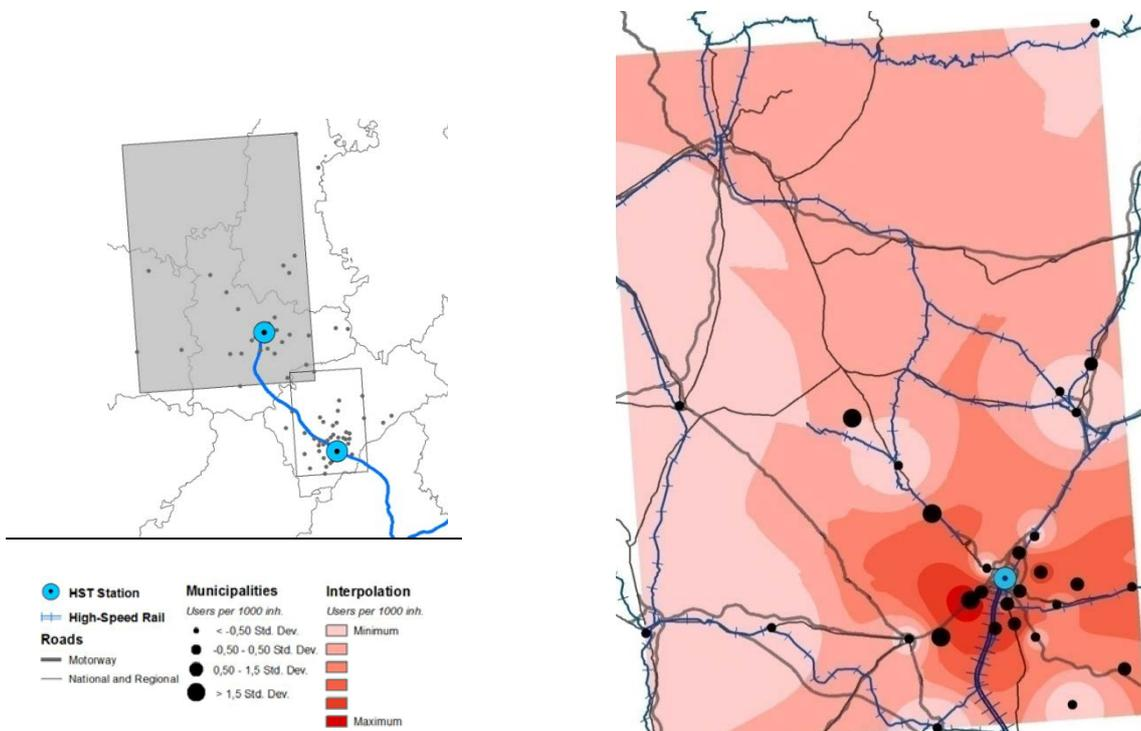 HST Station
High-Speed Rail
Roads
Motorway
National and Regional
Municipalities
Users per 1000 inh.
< -0,50 Std. Dev.
-0,50 - 0,50 Std. Dev.
0,50 - 1,5 Std. Dev.
> 1,5 Std. Dev.
Interpolation
Users per 1000 inh.
Minimum
Maximum